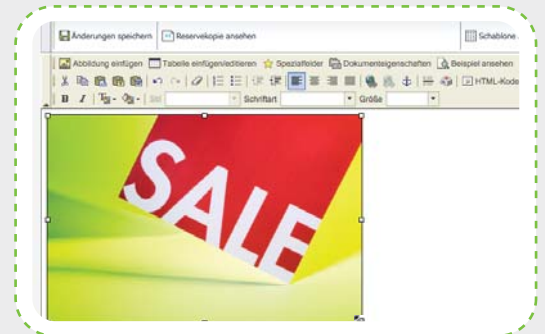 Änderungen speichern Reservekopie ansehen Schablone
Abbildung einfügen Tabelle einfügen/editieren Spezialfelder Dokumenteigenschaften Beispiel ansehen
HTML-Kode
B I Stil Schriftart Größe
SALE